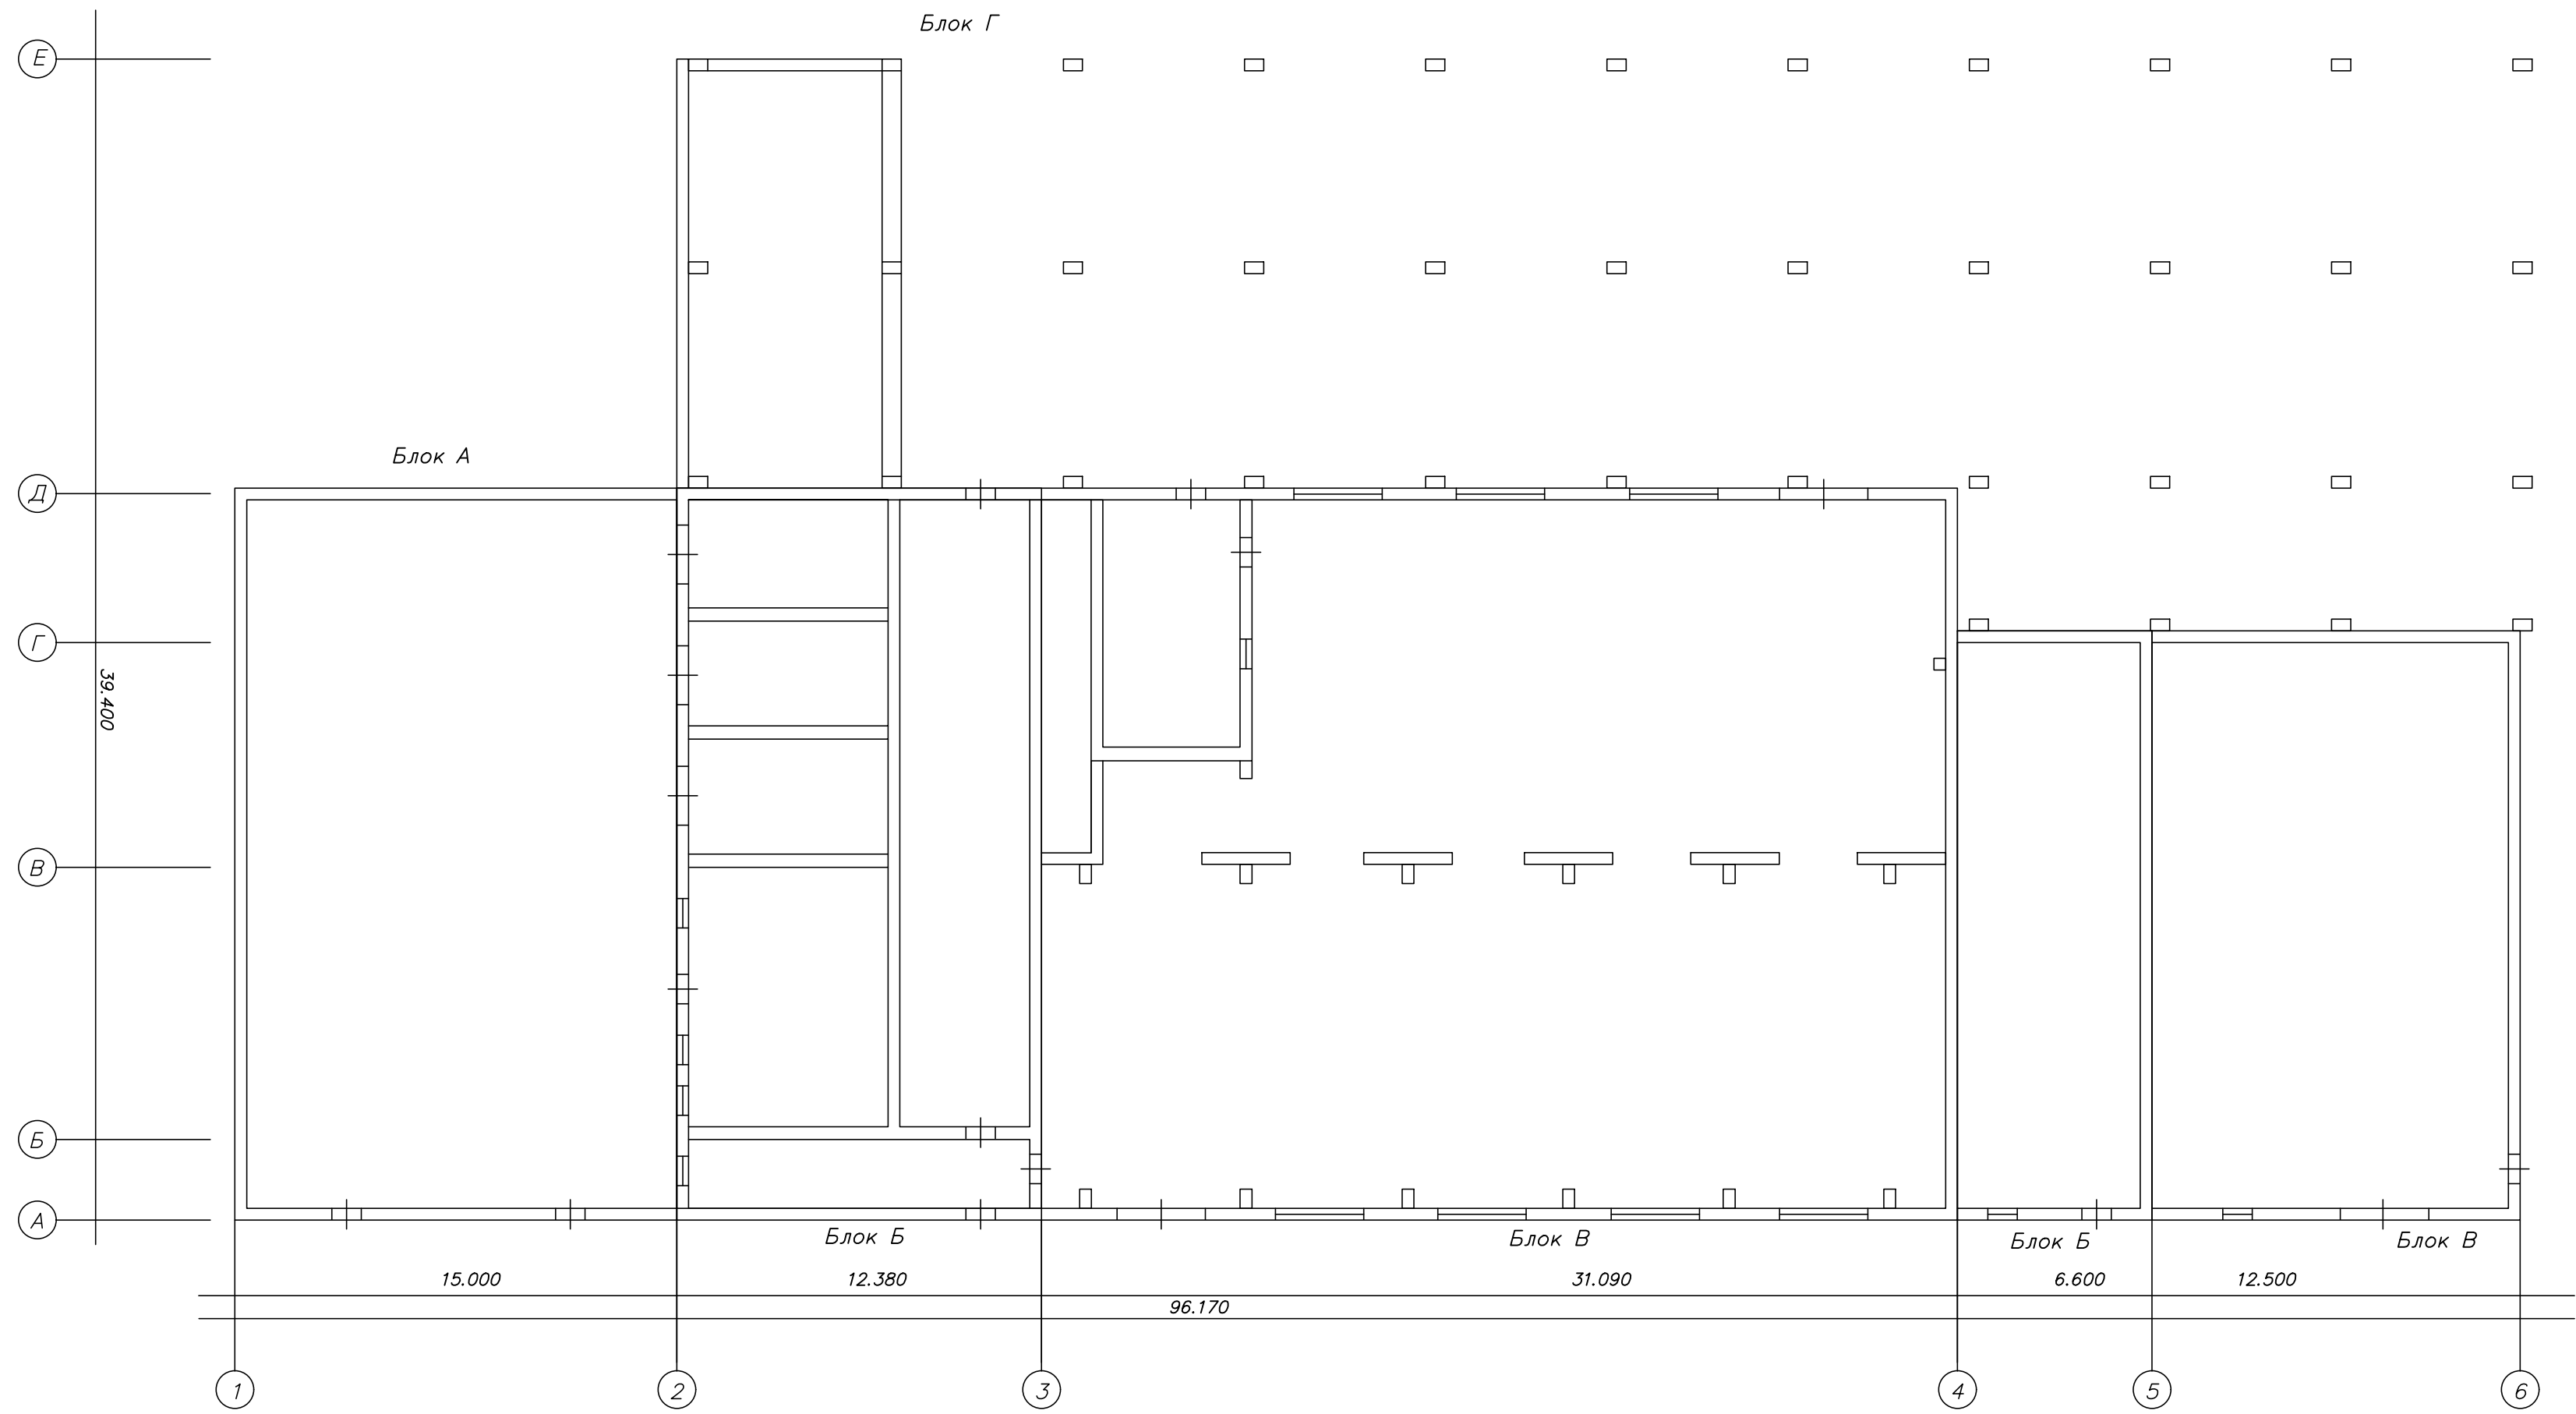 Блок Г
Е
Блок А
Д
Г
39.400
В
Б
А
Блок Б
Блок В
Блок Б
Блок В
15.000
12.380
31.090
6.600
12.500
96.170
1
2
3
4
5
6